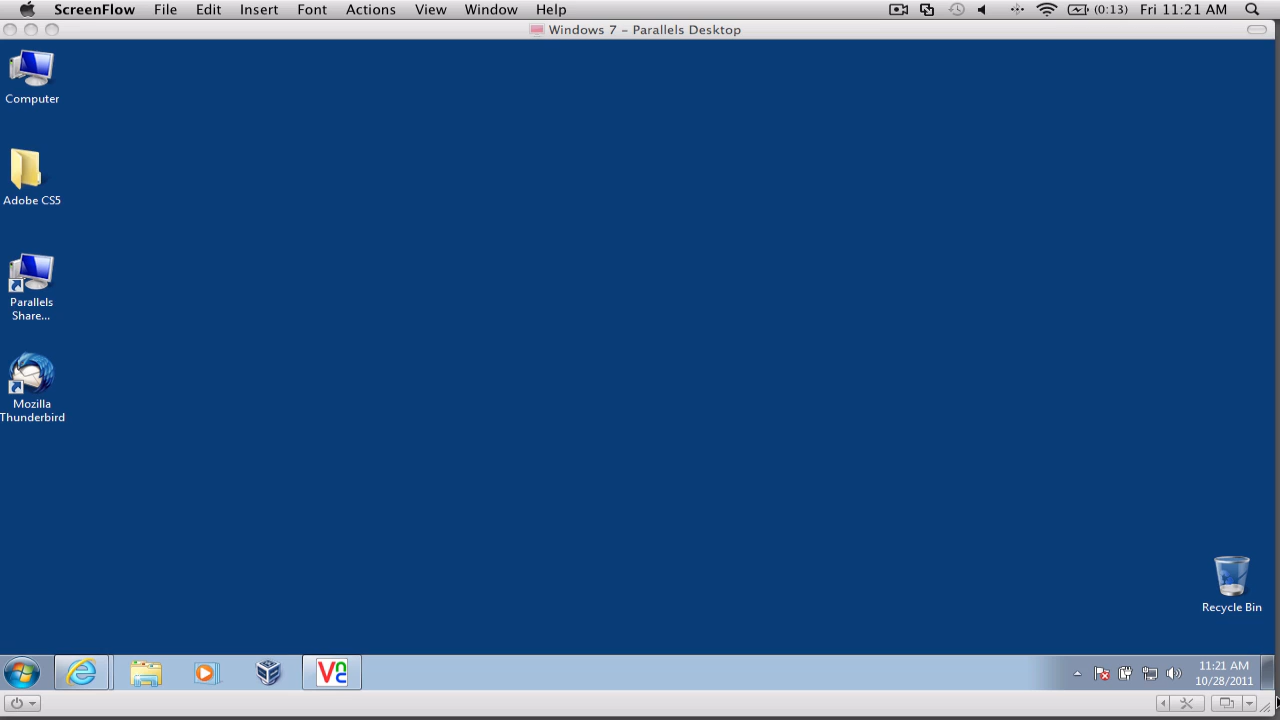 ScreenFlow File Edit Insert Font Actions View Window Help (0:13) Fri 11:21 AM
Windows 7 – Parallels Desktop
Computer
Adobe CS5
Parallels
Share...
Mozilla
Thunderbird
Recycle Bin
VNC
11:21 AM
10/28/2011